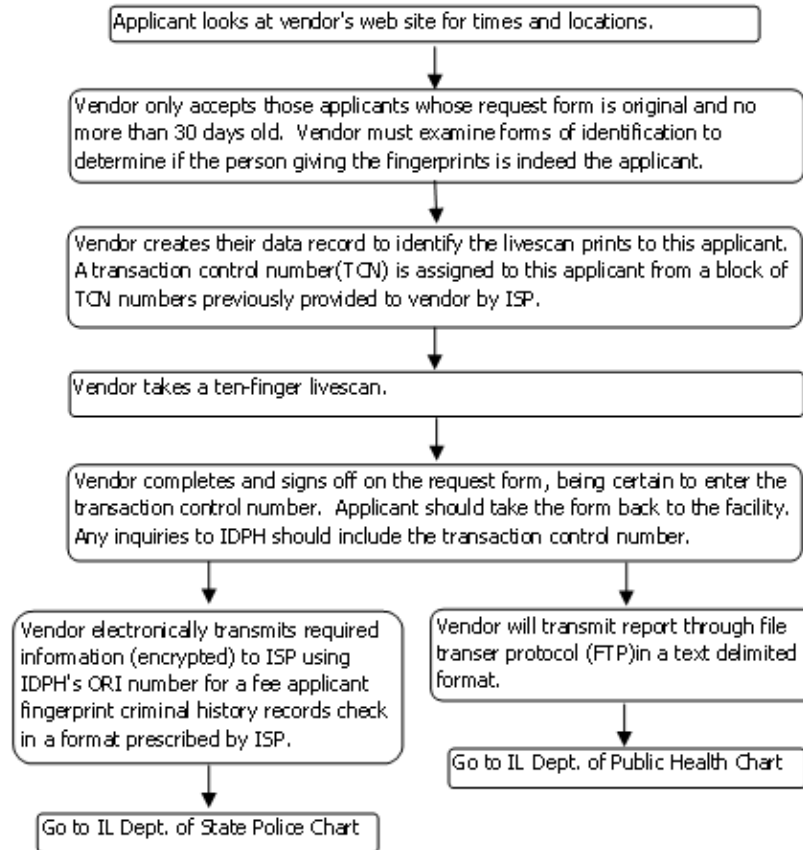 Applicant looks at vendor's web site for times and locations.
Vendor only accepts those applicants whose request form is original and no
more than 30 days old. Vendor must examine forms of identification to
determine if the person giving the fingerprints is indeed the applicant.
Vendor creates their data record to identify the livescan prints to this applicant.
A transaction control number(TCN) is assigned to this applicant from a block of
TCN numbers previously provided to vendor by ISP.
Vendor takes a ten-finger livescan.
Vendor completes and signs off on the request form, being certain to enter the
transaction control number. Applicant should take the form back to the facility.
Any inquiries to IDPH should include the transaction control number.
Vendor electronically transmits required
information (encrypted) to ISP using
IDPH's ORI number for a fee applicant
fingerprint criminal history records check
in a format prescribed by ISP.
Go to IL Dept. of State Police Chart
Vendor will transmit report through file
transer protocol (FTP)in a text delimited
format.
Go to IL Dept. of Public Health Chart